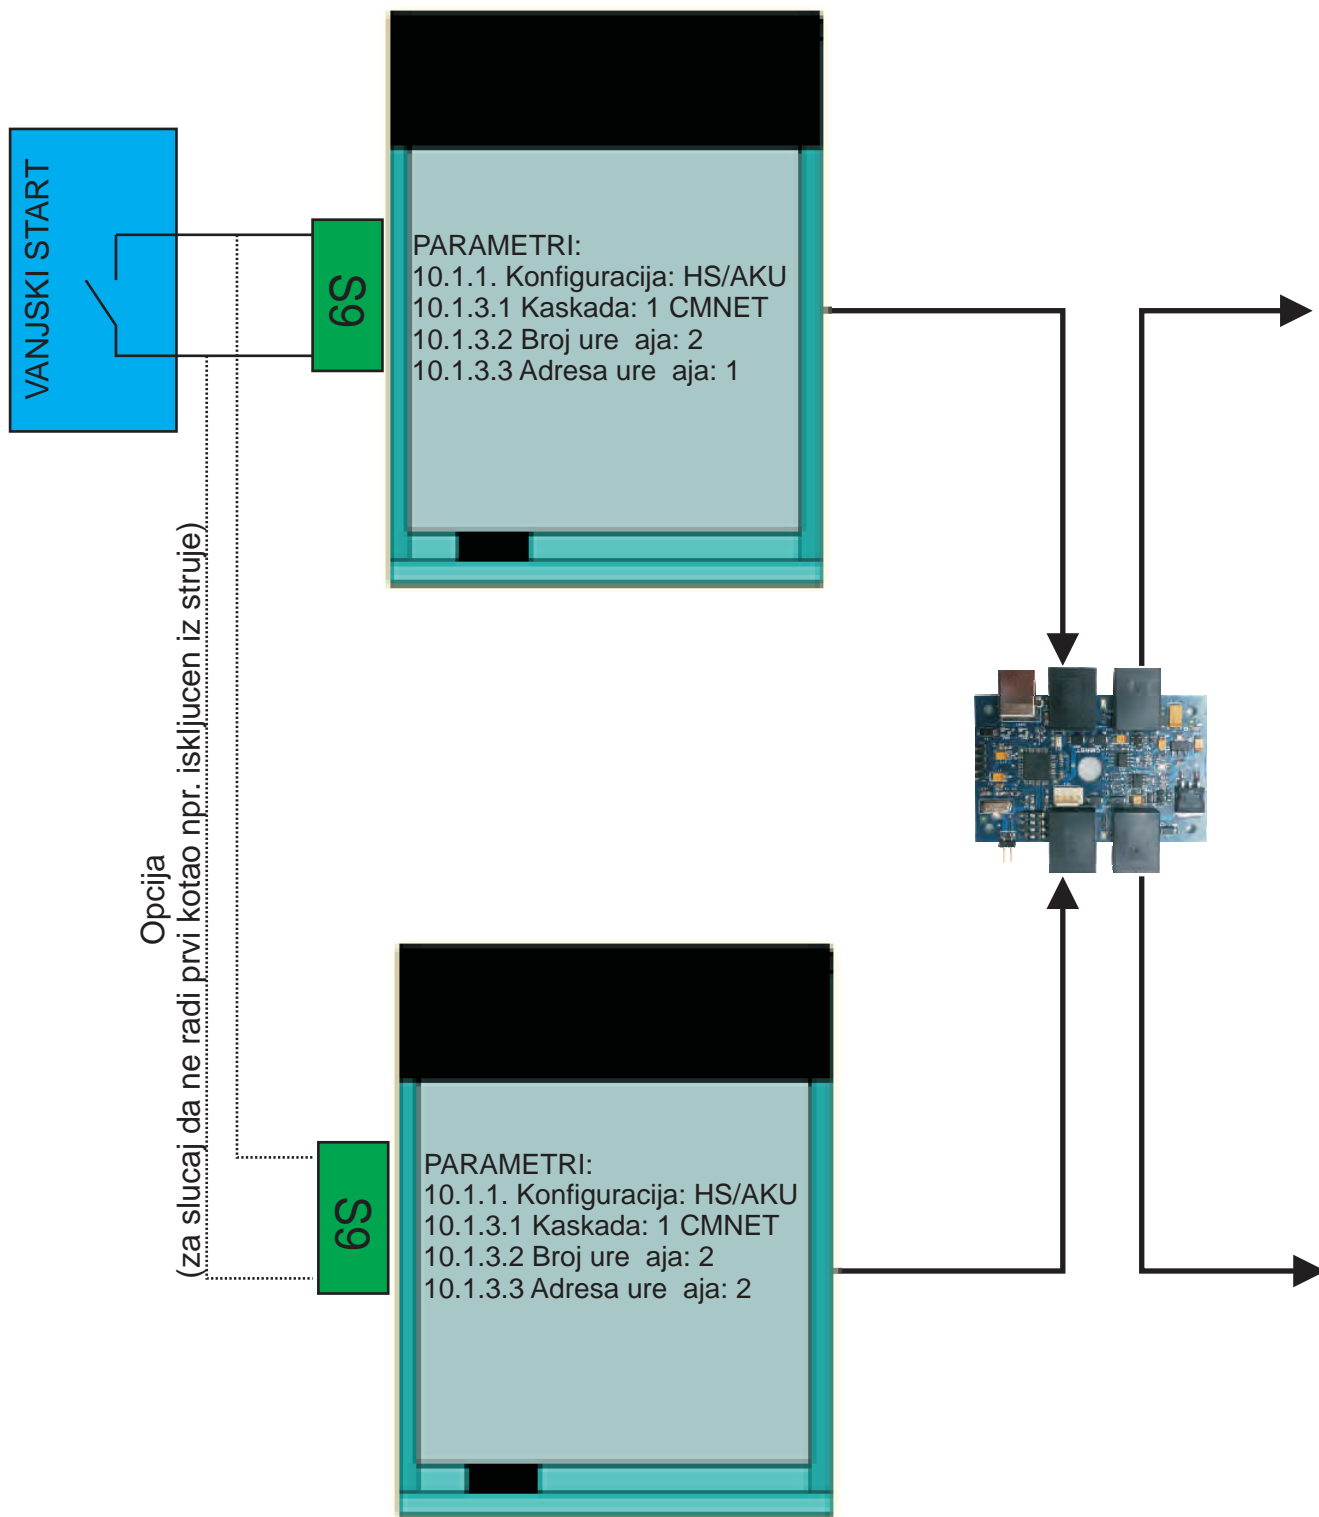 VANJSKI START
S9
PARAMETRI:
10.1.1. Konfiguracija: HS/AKU
10.1.3.1 Kaskada: 1 CMNET
10.1.3.2 Broj ure aja: 2
10.1.3.3 Adresa ure aja: 1
Opcija
(za slucaj da ne radi prvi kotao npr. iskljucen iz struje)
S9
PARAMETRI:
10.1.1. Konfiguracija: HS/AKU
10.1.3.1 Kaskada: 1 CMNET
10.1.3.2 Broj ure aja: 2
10.1.3.3 Adresa ure aja: 2